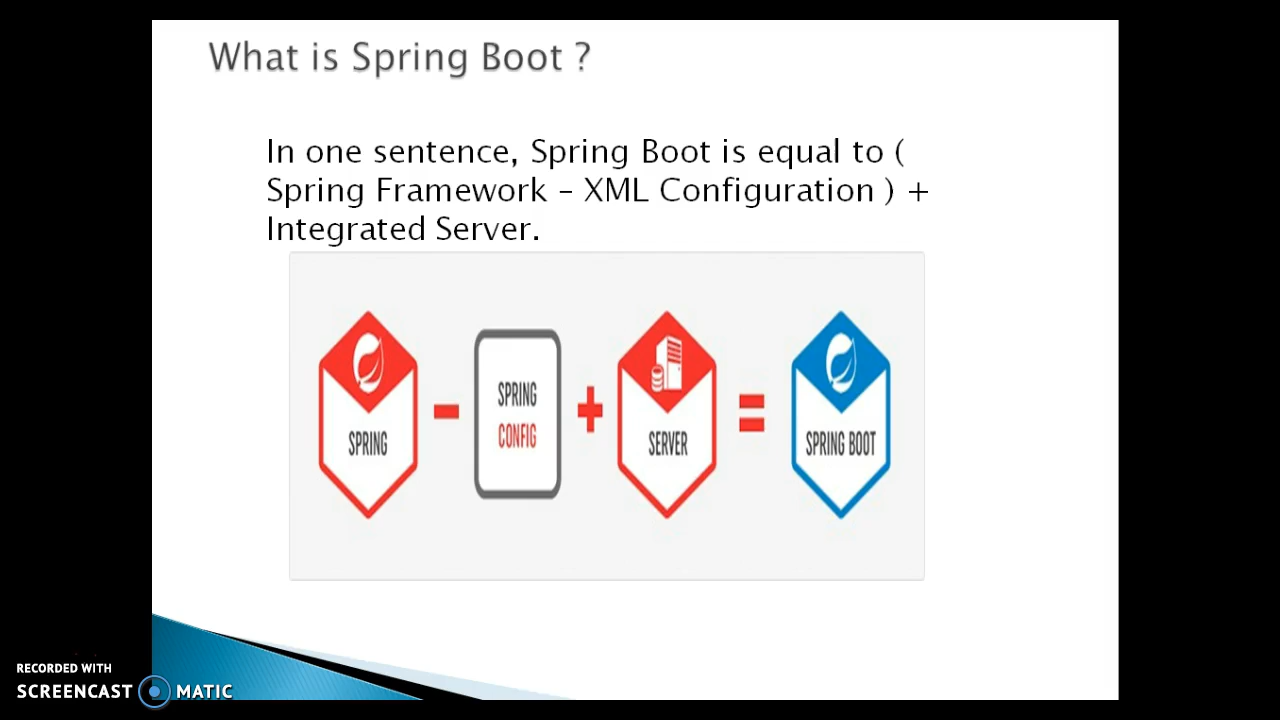 What is Spring Boot ?
In one sentence, Spring Boot is equal to (
Spring Framework – XML Configuration ) +
Integrated Server.
SPRING
SPRING
CONFIG
SERVER
SPRING BOOT
RECORDED WITH
SCREENCAST MATIC